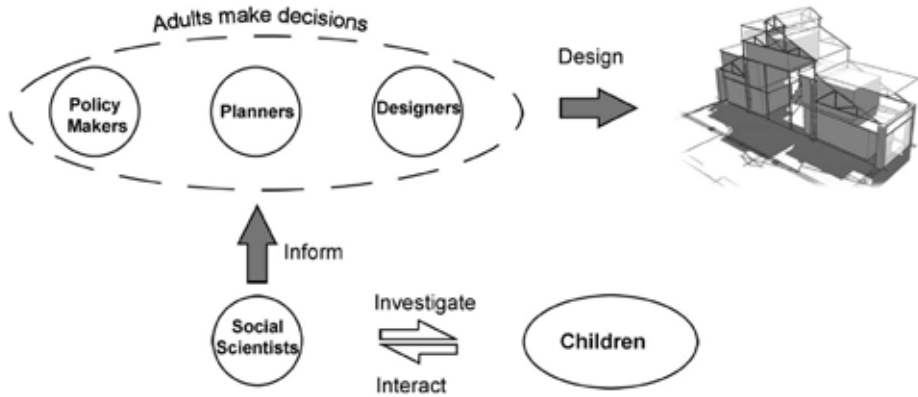 Adults make decisions
Design
Policy
Makers
Planners
Designers
Inform
Investigate
Social
Scientists
Children
Interact